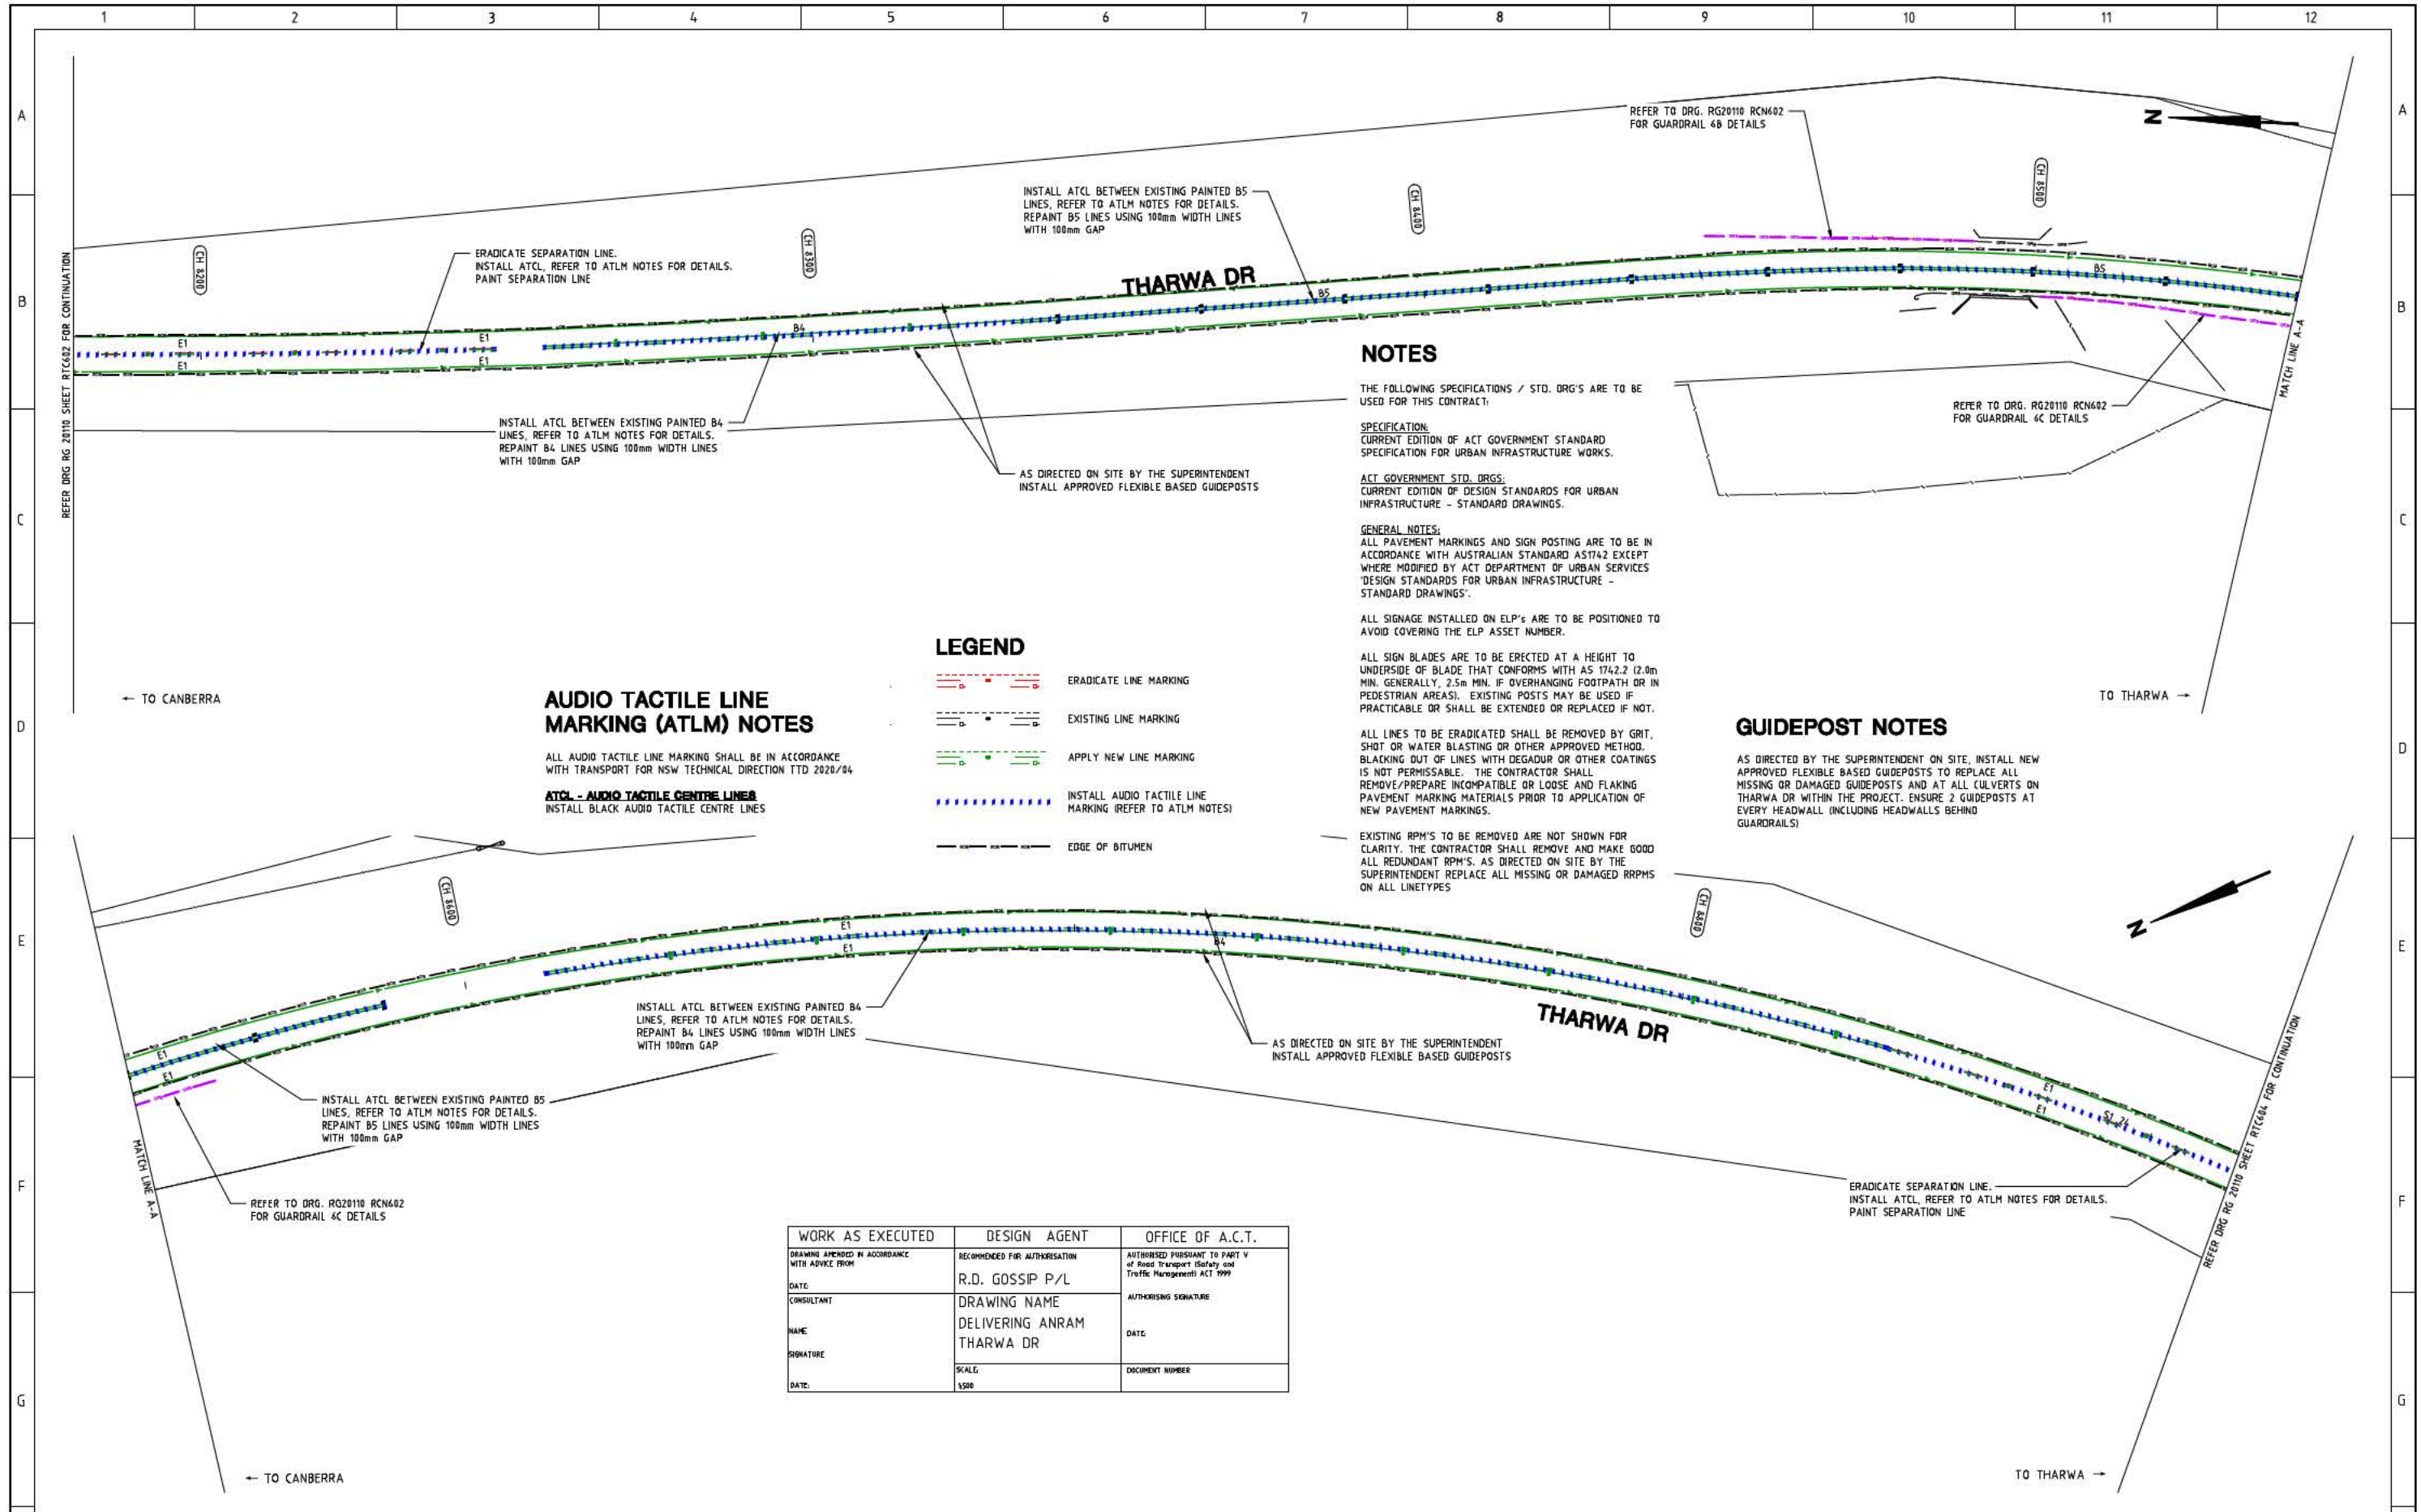 1 2 3 4 5 6 7 8 9 10 11 12
A
A
REFER TO DRG. RG20110 RCN602
FOR GUARDRAIL 6B DETAILS
N
CH 8200
CH 8300
CH 8400
CH 8500
INSTALL ATCL BETWEEN EXISTING PAINTED B5
LINES, REFER TO ATLM NOTES FOR DETAILS.
REPAINT B5 LINES USING 100mm WIDTH LINES
WITH 100mm GAP
ERADICATE SEPARATION LINE.
INSTALL ATCL, REFER TO ATLM NOTES FOR DETAILS.
PAINT SEPARATION LINE
THARWA DR
B
B
B5
B5
B4
E1
E1
E1
E1
REFER DRG RG 20110 SHEET RTC602 FOR CONTINUATION
MATCH LINE A-A
INSTALL ATCL BETWEEN EXISTING PAINTED B4
LINES, REFER TO ATLM NOTES FOR DETAILS.
REPAINT B4 LINES USING 100mm WIDTH LINES
WITH 100mm GAP
AS DIRECTED ON SITE BY THE SUPERINTENDENT
INSTALL APPROVED FLEXIBLE BASED GUIDEPOSTS
REFER TO DRG. RG20110 RCN602
FOR GUARDRAIL 6C DETAILS
C
C
NOTES
THE FOLLOWING SPECIFICATIONS / STD. DRG'S ARE TO BE
USED FOR THIS CONTRACT:
SPECIFICATION:
CURRENT EDITION OF ACT GOVERNMENT STANDARD
SPECIFICATION FOR URBAN INFRASTRUCTURE WORKS.
ACT GOVERNMENT STD. DRGS:
CURRENT EDITION OF DESIGN STANDARDS FOR URBAN
INFRASTRUCTURE - STANDARD DRAWINGS.
GENERAL NOTES:
ALL PAVEMENT MARKINGS AND SIGN POSTING ARE TO BE IN
ACCORDANCE WITH AUSTRALIAN STANDARD AS1742 EXCEPT
WHERE MODIFIED BY ACT DEPARTMENT OF URBAN SERVICES
'DESIGN STANDARDS FOR URBAN INFRASTRUCTURE -
STANDARD DRAWINGS'.
ALL SIGNAGE INSTALLED ON ELP's ARE TO BE POSITIONED TO
AVOID COVERING THE ELP ASSET NUMBER.
ALL SIGN BLADES ARE TO BE ERECTED AT A HEIGHT TO
UNDERSIDE OF BLADE THAT CONFORMS WITH AS 1742.2 (2.0m
MIN. GENERALLY, 2.5m MIN. IF OVERHANGING FOOTPATH OR IN
PEDESTRIAN AREAS). EXISTING POSTS MAY BE USED IF
PRACTICABLE OR SHALL BE EXTENDED OR REPLACED IF NOT.
ALL LINES TO BE ERADICATED SHALL BE REMOVED BY GRIT,
SHOT OR WATER BLASTING OR OTHER APPROVED METHOD.
BLACKING OUT OF LINES WITH DEGADUR OR OTHER COATINGS
IS NOT PERMISSABLE. THE CONTRACTOR SHALL
REMOVE/PREPARE INCOMPATIBLE OR LOOSE AND FLAKING
PAVEMENT MARKING MATERIALS PRIOR TO APPLICATION OF
NEW PAVEMENT MARKINGS.
EXISTING RPM'S TO BE REMOVED ARE NOT SHOWN FOR
CLARITY. THE CONTRACTOR SHALL REMOVE AND MAKE GOOD
ALL REDUNDANT RPM'S. AS DIRECTED ON SITE BY THE
SUPERINTENDENT REPLACE ALL MISSING OR DAMAGED RRPMS
ON ALL LINETYPES
← TO CANBERRA
TO THARWA →
D
D
AUDIO TACTILE LINE
MARKING (ATLM) NOTES
ALL AUDIO TACTILE LINE MARKING SHALL BE IN ACCORDANCE
WITH TRANSPORT FOR NSW TECHNICAL DIRECTION TTD 2020/04
ATCL - AUDIO TACTILE CENTRE LINES
INSTALL BLACK AUDIO TACTILE CENTRE LINES
LEGEND
ERADICATE LINE MARKING
EXISTING LINE MARKING
APPLY NEW LINE MARKING
INSTALL AUDIO TACTILE LINE
MARKING (REFER TO ATLM NOTES)
EDGE OF BITUMEN
GUIDEPOST NOTES
AS DIRECTED BY THE SUPERINTENDENT ON SITE, INSTALL NEW
APPROVED FLEXIBLE BASED GUIDEPOSTS TO REPLACE ALL
MISSING OR DAMAGED GUIDEPOSTS AND AT ALL CULVERTS ON
THARWA DR WITHIN THE PROJECT. ENSURE 2 GUIDEPOSTS AT
EVERY HEADWALL (INCLUDING HEADWALLS BEHIND
GUARDRAILS)
CH 8600
CH 8800
N
E
E
E1
E1
B4
E1
E1
E1
E1
S1 24
INSTALL ATCL BETWEEN EXISTING PAINTED B4
LINES, REFER TO ATLM NOTES FOR DETAILS.
REPAINT B4 LINES USING 100mm WIDTH LINES
WITH 100mm GAP
THARWA DR
AS DIRECTED ON SITE BY THE SUPERINTENDENT
INSTALL APPROVED FLEXIBLE BASED GUIDEPOSTS
INSTALL ATCL BETWEEN EXISTING PAINTED B5
LINES, REFER TO ATLM NOTES FOR DETAILS.
REPAINT B5 LINES USING 100mm WIDTH LINES
WITH 100mm GAP
MATCH LINE A-A
REFER DRG RG 20110 SHEET RTC604 FOR CONTINUATION
F
F
REFER TO DRG. RG20110 RCN602
FOR GUARDRAIL 6C DETAILS
ERADICATE SEPARATION LINE.
INSTALL ATCL, REFER TO ATLM NOTES FOR DETAILS.
PAINT SEPARATION LINE
WORK AS EXECUTED
DRAWING AMENDED IN ACCORDANCE
WITH ADVICE FROM
DATE:
CONSULTANT
NAME
SIGNATURE
DATE:
DESIGN AGENT
RECOMMENDED FOR AUTHORISATION
R.D. GOSSIP P/L
DRAWING NAME
DELIVERING ANRAM
THARWA DR
SCALE:
1:500
OFFICE OF A.C.T.
AUTHORISED PURSUANT TO PART V
of Road Transport (Safety and
Traffic Management) ACT 1999
AUTHORISING SIGNATURE
DATE:
DOCUMENT NUMBER
G
G
← TO CANBERRA
TO THARWA →